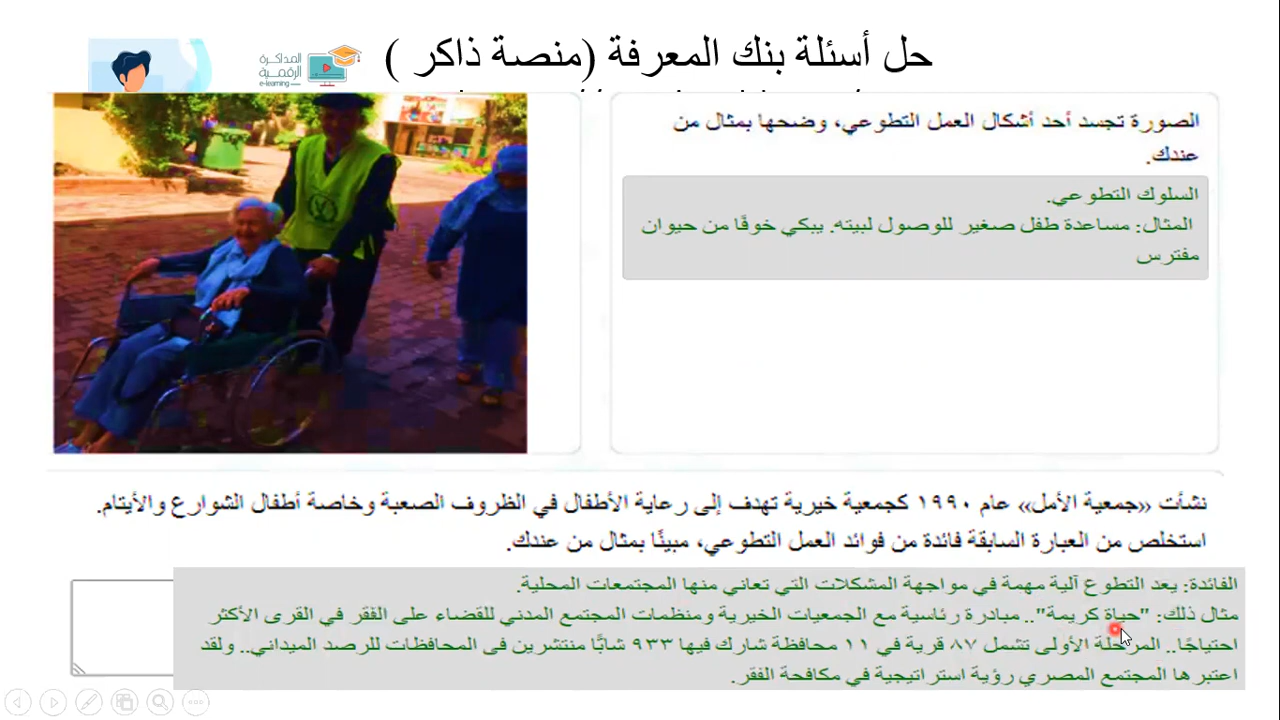 حل أسئلة بنك المعرفة (منصة ذاكر )
المذاكرة
الرقمية
e-learning
الصورة تجسد أحد أشكال العمل التطوعي، وضحها بمثال من
عندك.
السلوك التطوعي.
المثال: مساعدة طفل صغير للوصول لبيته. يبكي خوفًا من حيوان
مفترس
نشأت «جمعية الأمل» عام ١٩٩٠ كجمعية خيرية تهدف إلى رعاية الأطفال في الظروف الصعبة وخاصة أطفال الشوارع والأيتام.
استخلص من العبارة السابقة فائدة من فوائد العمل التطوعي، مبينًا بمثال من عندك.
الفائدة: يعد التطوع آلية مهمة في مواجهة المشكلات التي تعاني منها المجتمعات المحلية.
مثال ذلك: "حياة كريمة".. مبادرة رئاسية مع الجمعيات الخيرية ومنظمات المجتمع المدني للقضاء على الفقر في القرى الأكثر
احتياجًا.. المرحلة الأولى تشمل ٨٧ قرية في ١١ محافظة شارك فيها ٩٣٣ شابًا منتشرين فى المحافظات للرصد الميداني.. ولقد
اعتبرها المجتمع المصري رؤية استراتيجية في مكافحة الفقر.